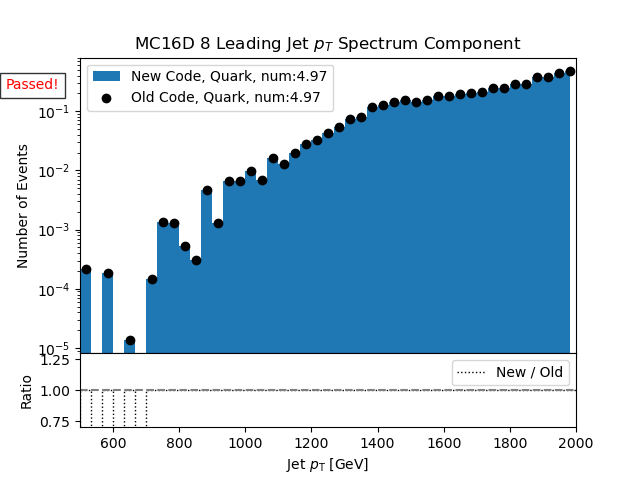 MC16D 8 Leading Jet p_T Spectrum Component
Passed!
New Code, Quark, num:4.97
Old Code, Quark, num:4.97
Number of Events
10^-1
10^-2
10^-3
10^-4
10^-5
1.25
1.00
0.75
Ratio
New / Old
600 800 1000 1200 1400 1600 1800 2000
Jet p_T [GeV]